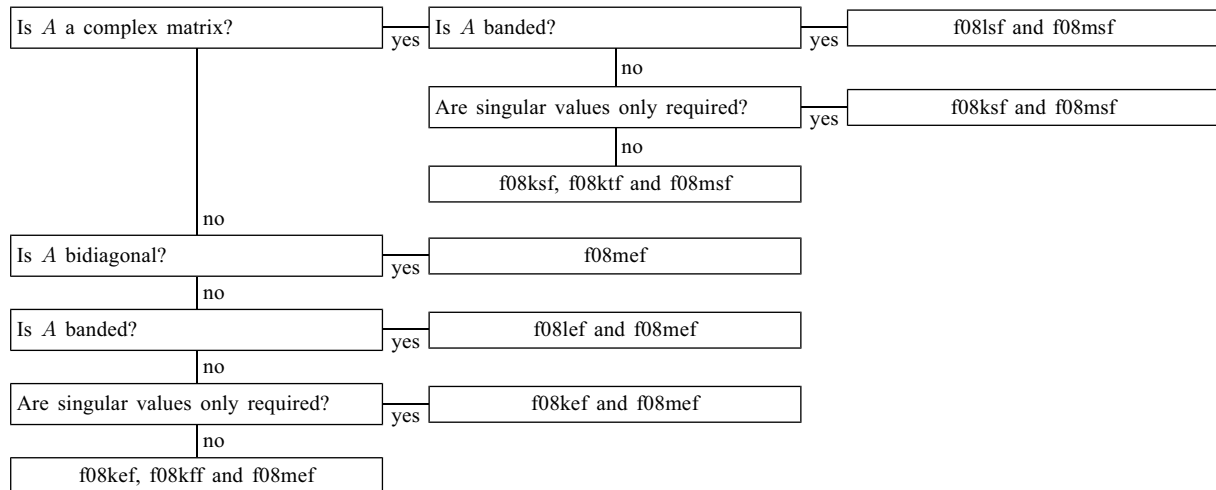 Is A a complex matrix?
yes
Is A banded?
yes
f08lsf and f08msf
no
Are singular values only required?
yes
f08ksf and f08msf
no
f08ksf, f08ktf and f08msf
no
Is A bidiagonal?
yes
f08mef
no
Is A banded?
yes
f08lef and f08mef
no
Are singular values only required?
yes
f08kef and f08mef
no
f08kef, f08kff and f08mef